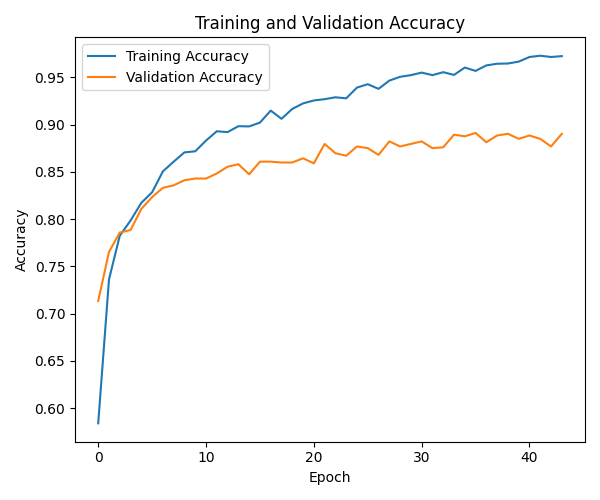 Training and Validation Accuracy
Training Accuracy
Validation Accuracy
Accuracy
0.95
0.90
0.85
0.80
0.75
0.70
0.65
0.60
0 10 20 30 40
Epoch